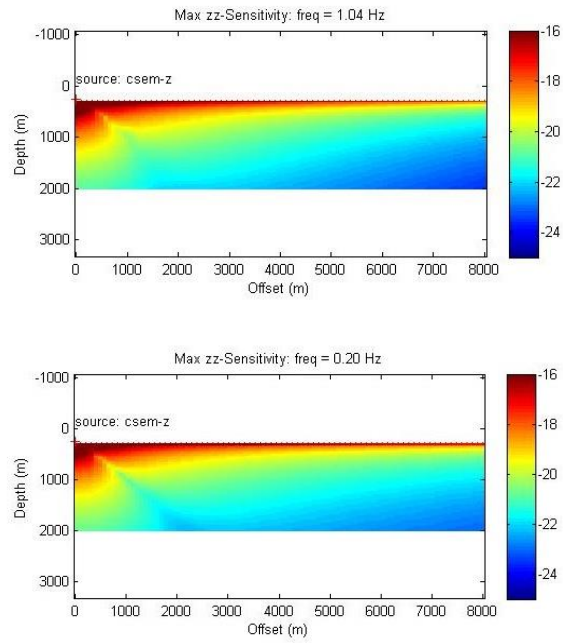 Max zz-Sensitivity: freq = 1.04 Hz
-1000
0
1000
2000
3000
Depth (m)
source: csem-z
0 1000 2000 3000 4000 5000 6000 7000 8000
Offset (m)
-16
-18
-20
-22
-24
Max zz-Sensitivity: freq = 0.20 Hz
-1000
0
1000
2000
3000
Depth (m)
source: csem-z
0 1000 2000 3000 4000 5000 6000 7000 8000
Offset (m)
-16
-18
-20
-22
-24